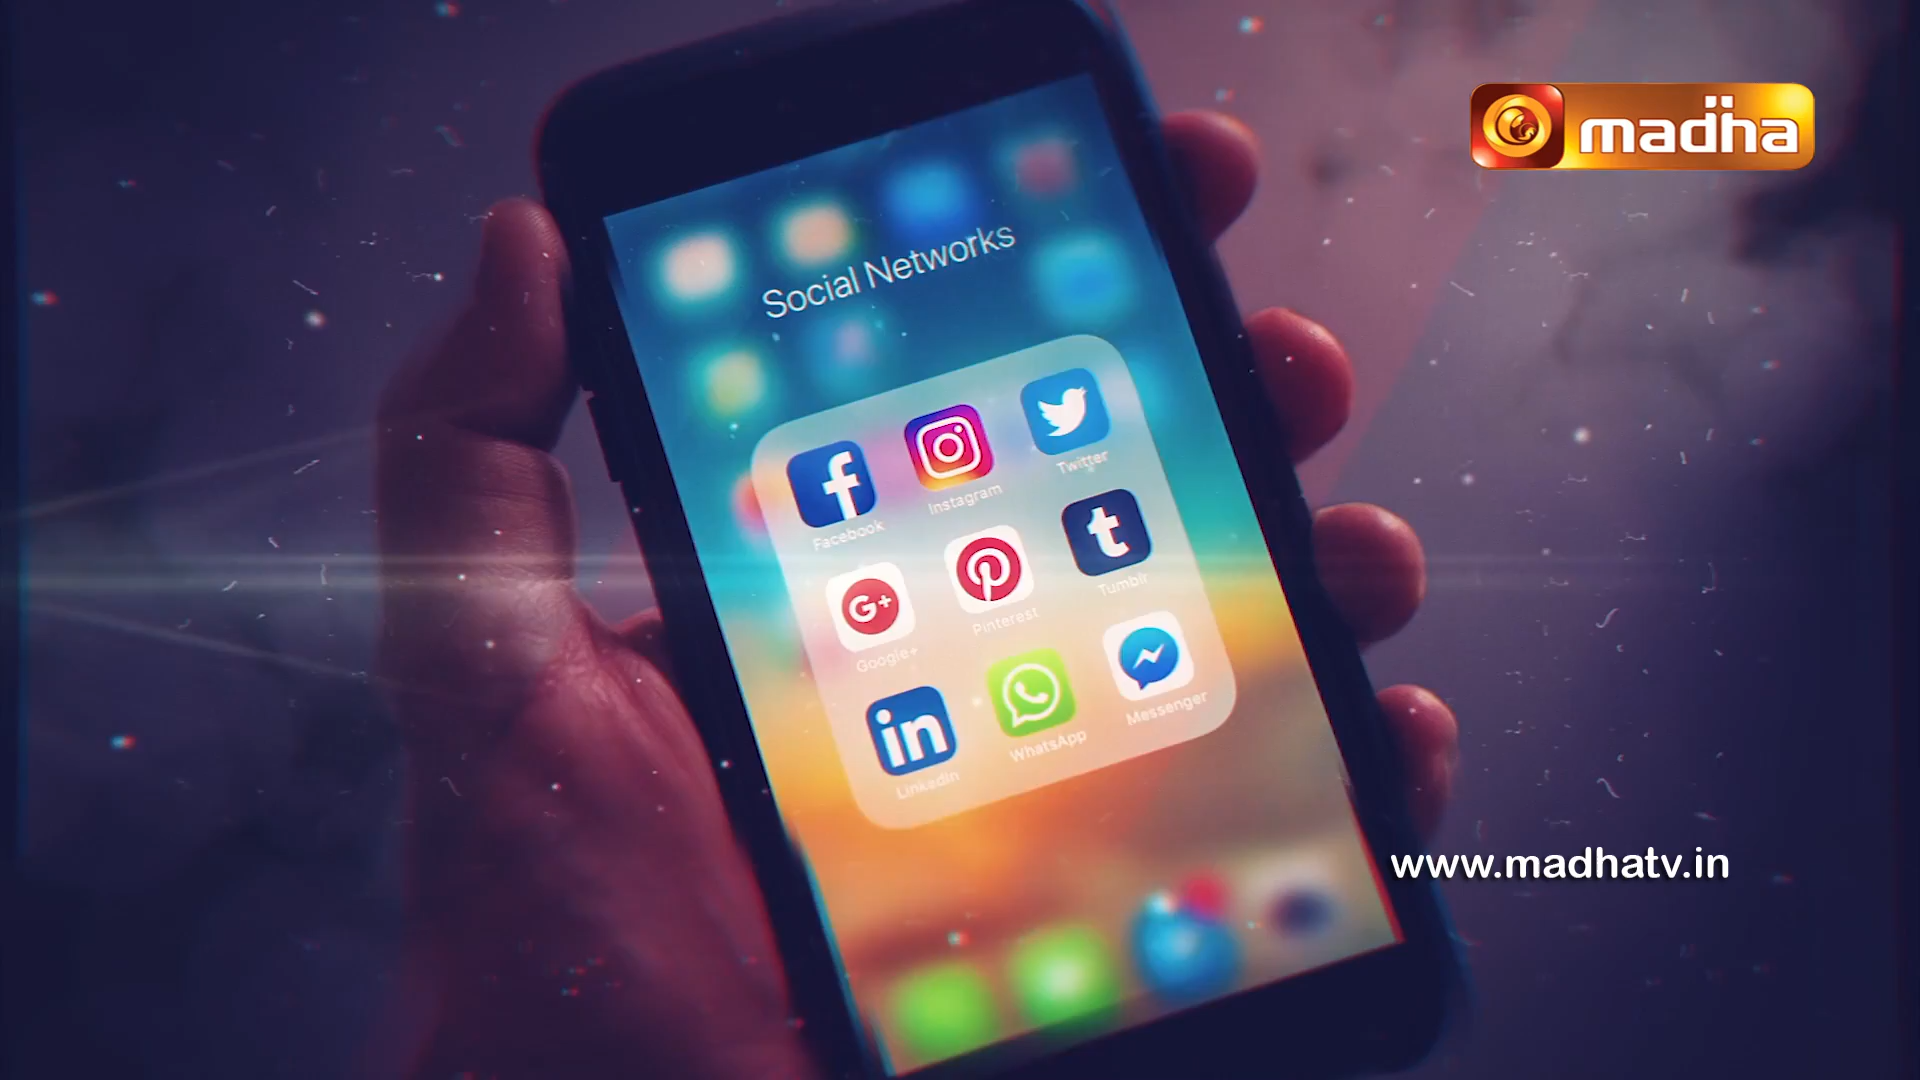 madha
Social Networks
Facebook
Instagram
Twitter
Google+
Pinterest
Tumblr
LinkedIn
WhatsApp
Messenger
www.madhatv.in